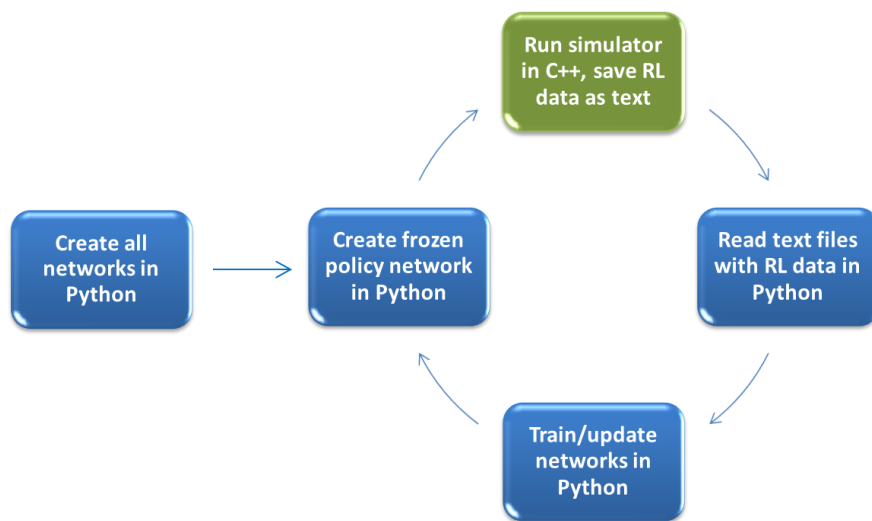 Run simulator
in C++, save RL
data as text
Create all
networks in
Python
Create frozen
policy network
in Python
Read text files
with RL data in
Python
Train/update
networks in
Python